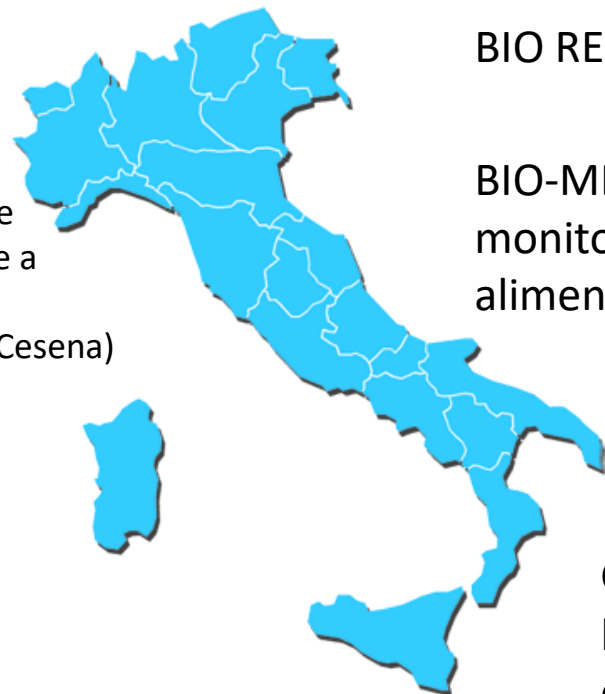 BIO RE
e
e a
Cesena)
BIO-MI
monito
alimen